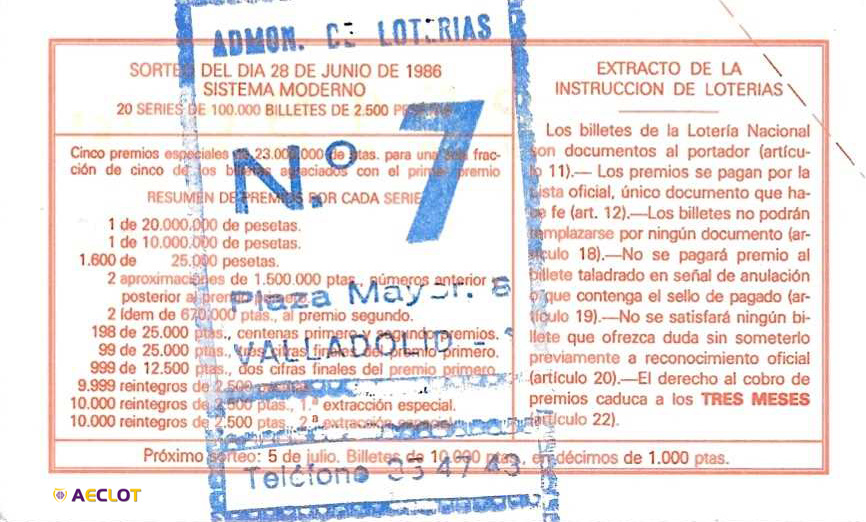 ADMON. DE LOTERIAS
N.º 7
Plaza Mayor. 8
VALLADOLID - 1
Teléfono 35 47 43
SORTEO DEL DIA 28 DE JUNIO DE 1986
SISTEMA MODERNO
20 SERIES DE 100.000 BILLETES DE 2.500 PESETAS
Cinco premios especiales de 23.000.000 de ptas. para una sola frac-
ción de cinco de los billetes agraciados con el primer premio
RESUMEN DE PREMIOS POR CADA SERIE
1 de 20.000.000 de pesetas.
1 de 10.000.000 de pesetas.
1.600 de 25.000 pesetas.
2 aproximaciones de 1.500.000 ptas., números anterior y
posterior al premio primero.
2 ídem de 670.000 ptas., al premio segundo.
198 de 25.000 ptas., centenas primero y segundo premios.
99 de 25.000 ptas., tres cifras finales del premio primero.
999 de 12.500 ptas., dos cifras finales del premio primero.
9.999 reintegros de 2.500 pesetas.
10.000 reintegros de 2.500 ptas., 1.ª extracción especial.
10.000 reintegros de 2.500 ptas., 2.ª extracción especial.
EXTRACTO DE LA
INSTRUCCION DE LOTERIAS
Los billetes de la Lotería Nacional
son documentos al portador (artícu-
lo 11).— Los premios se pagan por la
lista oficial, único documento que ha-
ce fe (art. 12).—Los billetes no podrán
remplazarse por ningún documento (ar-
tículo 18).—No se pagará premio al
billete taladrado en señal de anulación
o que contenga el sello de pagado (ar-
tículo 19).—No se satisfará ningún bi-
llete que ofrezca duda sin someterlo
previamente a reconocimiento oficial
(artículo 20).—El derecho al cobro de
premios caduca a los TRES MESES
(artículo 22).
Próximo sorteo: 5 de julio. Billetes de 10.000 ptas., en décimos de 1.000 ptas.
AECLOT